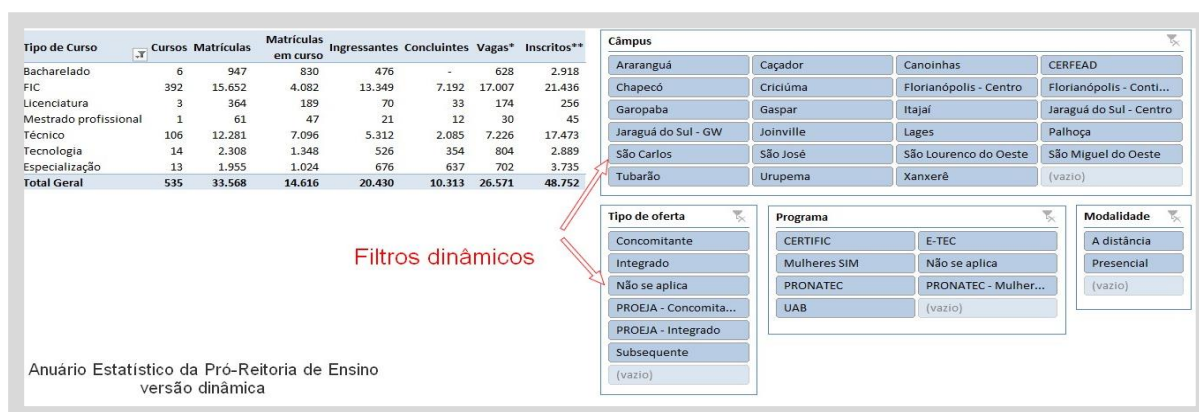 Tipo de Curso Cursos Matrículas Matrículas em curso Ingressantes Concluintes Vagas* Inscritos**
Bacharelado 6 947 830 476 - 628 2.918
FIC 392 15.652 4.082 13.349 7.192 17.007 21.436
Licenciatura 3 364 189 70 33 174 256
Mestrado profissional 1 61 47 21 12 30 45
Técnico 106 12.281 7.096 5.312 2.085 7.226 17.473
Tecnologia 14 2.308 1.348 526 354 804 2.889
Especialização 13 1.955 1.024 676 637 702 3.735
Total Geral 535 33.568 14.616 20.430 10.313 26.571 48.752
Filtros dinâmicos
Anuário Estatístico da Pró-Reitoria de Ensino
versão dinâmica
Câmpus
Araranguá Caçador Canoinhas CERFEAD
Chapecó Criciúma Florianópolis - Centro Florianópolis - Conti...
Garopaba Gaspar Itajaí Jaraguá do Sul - Centro
Jaraguá do Sul - GW Joinville Lages Palhoça
São Carlos São José São Lourenco do Oeste São Miguel do Oeste
Tubarão Urupema Xanxerê (vazio)
Tipo de oferta
Concomitante
Integrado
Não se aplica
PROEJA - Concomita...
PROEJA - Integrado
Subsequente
(vazio)
Programa
CERTIFIC E-TEC
Mulheres SIM Não se aplica
PRONATEC PRONATEC - Mulher...
UAB (vazio)
Modalidade
A distância
Presencial
(vazio)